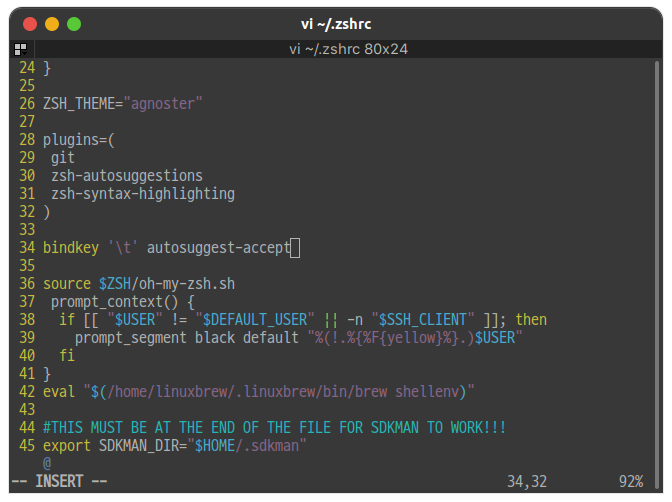 vi ~/.zshrc
vi ~/.zshrc 80x24
24 }
25
26 ZSH_THEME="agnoster"
27
28 plugins=(
29  git
30  zsh-autosuggestions
31  zsh-syntax-highlighting
32 )
33
34 bindkey '\t' autosuggest-accept
35
36 source $ZSH/oh-my-zsh.sh
37  prompt_context() {
38   if [[ "$USER" != "$DEFAULT_USER" || -n "$SSH_CLIENT" ]]; then
39     prompt_segment black default "%(!.%{%F{yellow}%}.)$USER"
40   fi
41 }
42 eval "$(/home/linuxbrew/.linuxbrew/bin/brew shellenv)"
43
44 #THIS MUST BE AT THE END OF THE FILE FOR SDKMAN TO WORK!!!
45 export SDKMAN_DIR="$HOME/.sdkman"
@
-- INSERT -- 34,32 92%